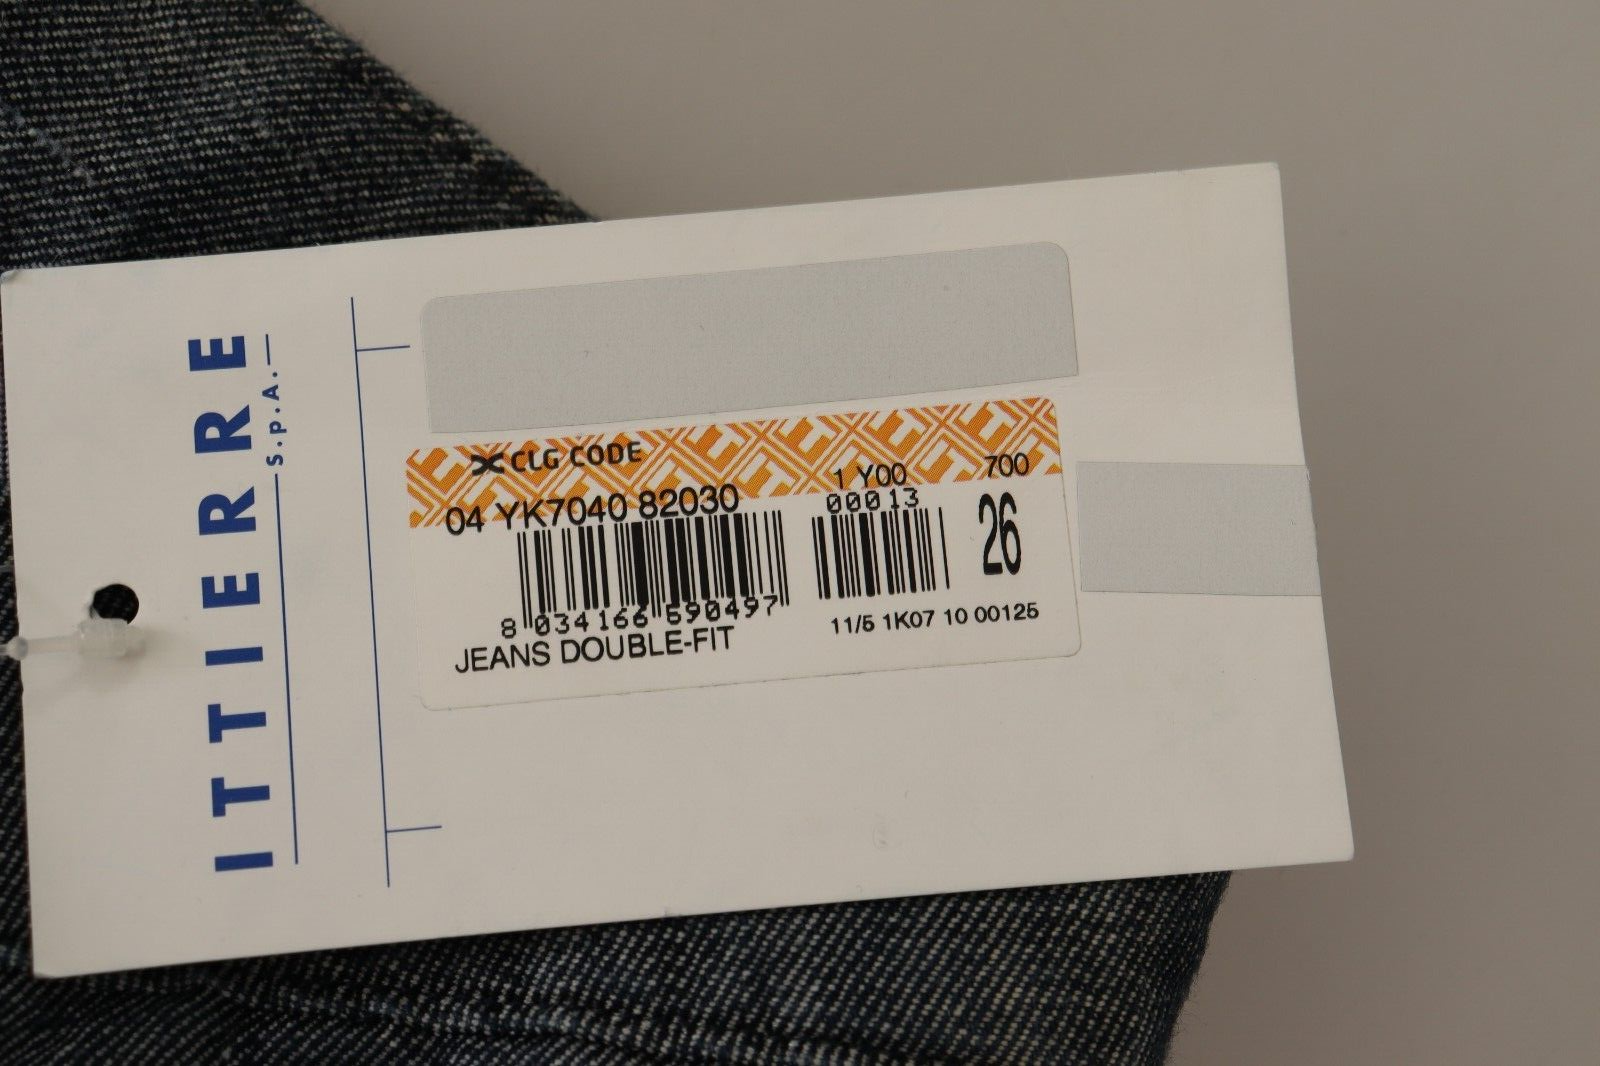 ITTIERRE
S.p.A.
CLG CODE
04 YK7040 82030
1 Y00
700
00013
26
8 034166 590497
JEANS DOUBLE-FIT
11/5 1K07 10 00125